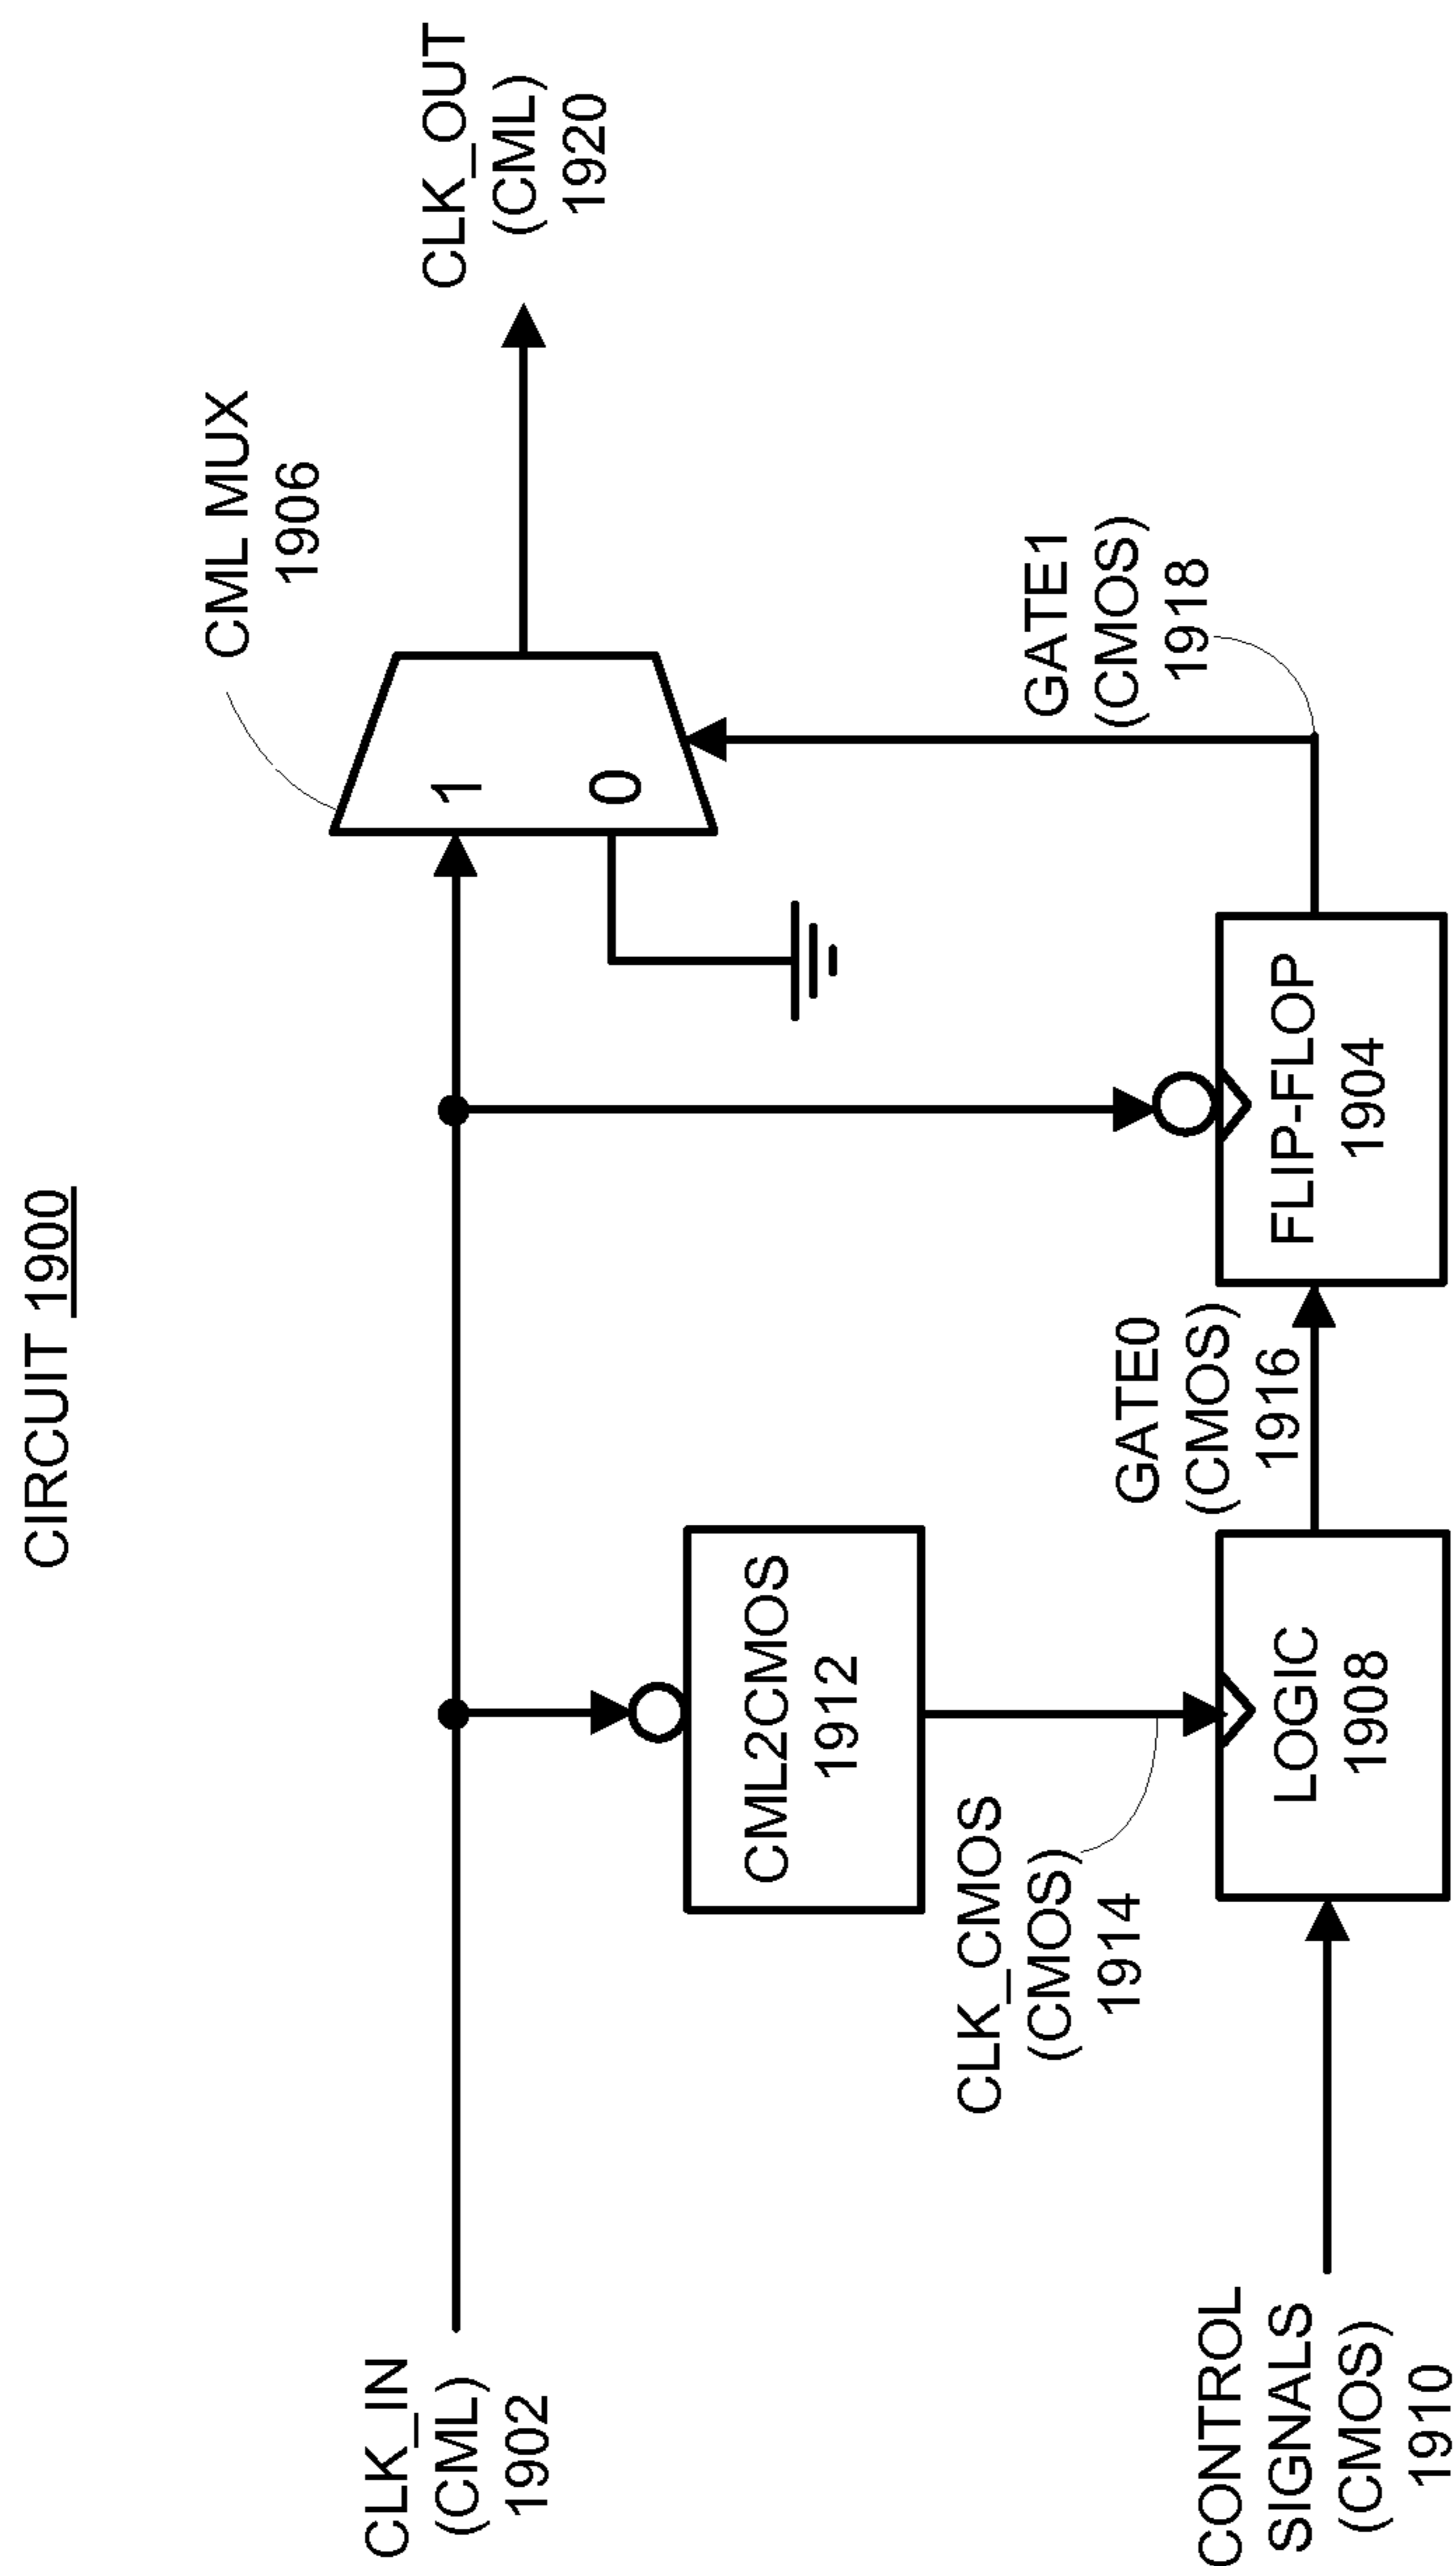 CIRCUIT 1900
CML MUX
1906
CLK_IN
(CML)
1902
1
0
CLK_OUT
(CML)
1920
CML2CMOS
1912
CLK_CMOS
(CMOS)
1914
GATE0
(CMOS)
1916
GATE1
(CMOS)
1918
CONTROL
SIGNALS
(CMOS)
1910
LOGIC
1908
FLIP-FLOP
1904